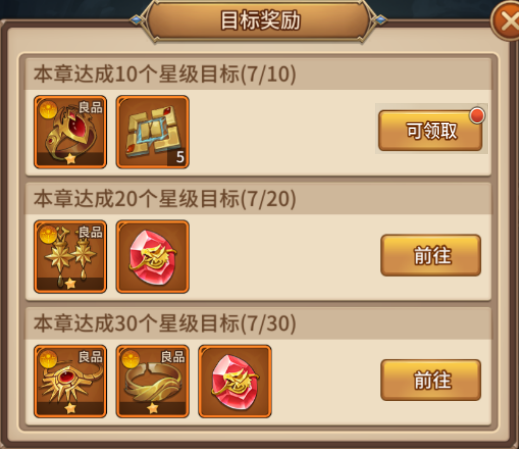 目标奖励
本章达成10个星级目标(7/10)
良品
5
可领取
本章达成20个星级目标(7/20)
良品
前往
本章达成30个星级目标(7/30)
良品
良品
前往